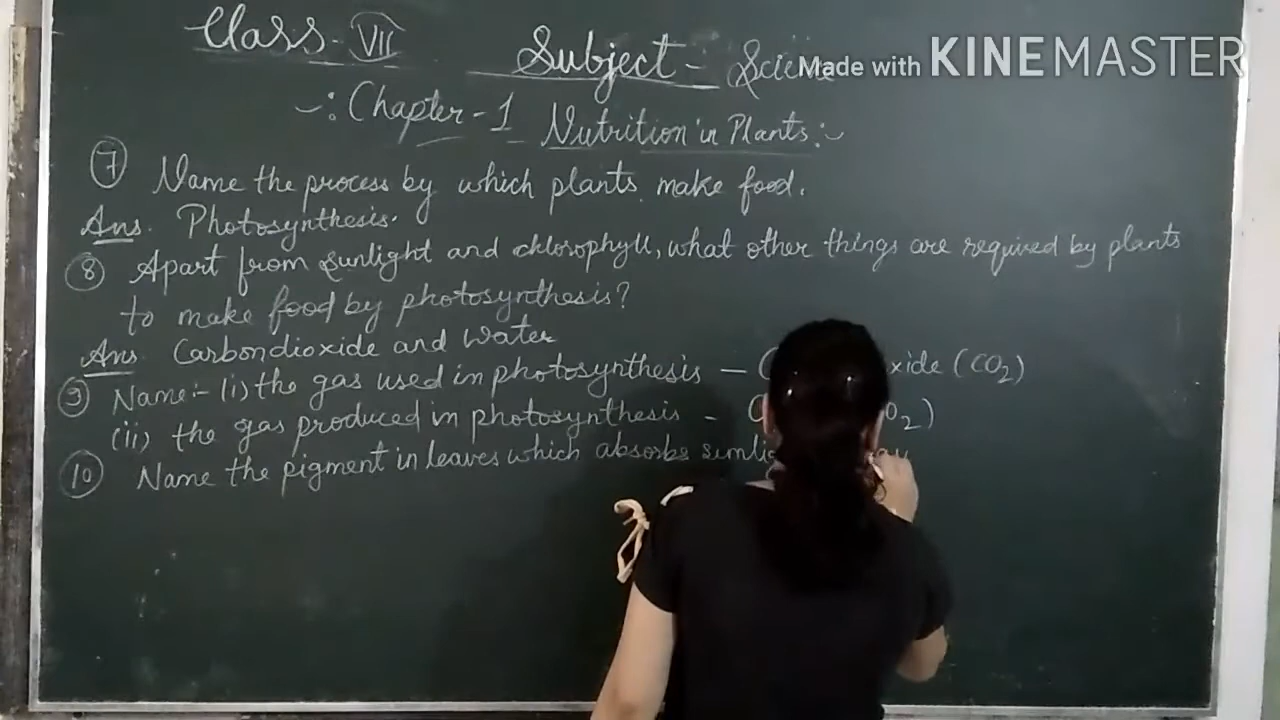 Class - VII
Subject - Science
Made with KINEMASTER
~: Chapter - 1 Nutrition in Plants :~
7 Name the process by which plants make food.
Ans. Photosynthesis.
8 Apart from sunlight and chlorophyll, what other things are required by plants
to make food by photosynthesis?
Ans Carbondioxide and Water
9 Name:- (i) the gas used in photosynthesis — xide (CO2)
(ii) the gas produced in photosynthesis - O2)
10 Name the pigment in leaves which absorbs